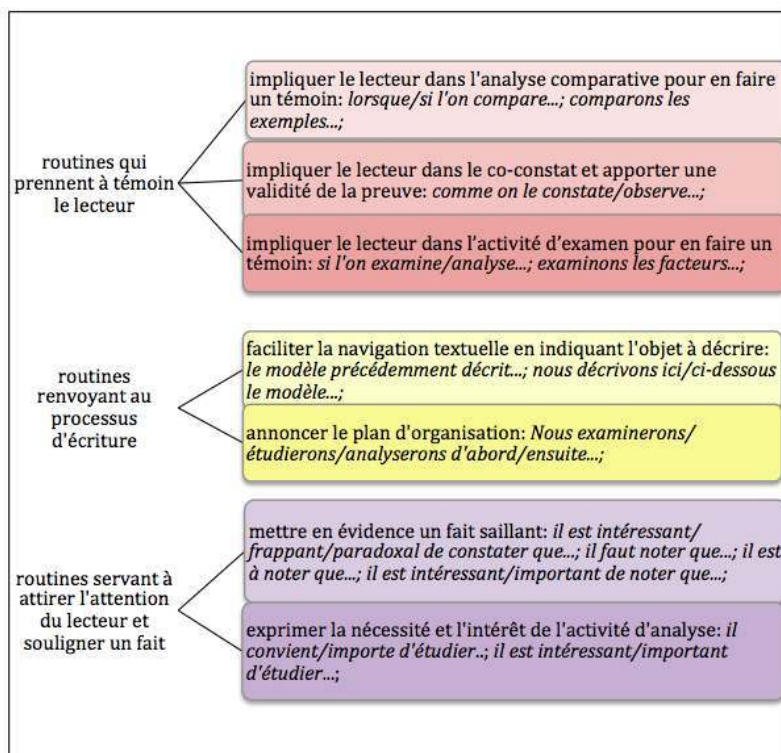 routines qui
prennent à témoin
le lecteur
impliquer le lecteur dans l'analyse comparative pour en faire
un témoin: lorsque/si l'on compare...; comparons les
exemples...;
impliquer le lecteur dans le co-constat et apporter une
validité de la preuve: comme on le constate/observe...;
impliquer le lecteur dans l'activité d'examen pour en faire un
témoin: si l'on examine/analyse...; examinons les facteurs...;
routines
renvoyant au
processus
d'écriture
faciliter la navigation textuelle en indiquant l'objet à décrire:
le modèle précédemment décrit...; nous décrivons ici/ci-dessous
le modèle...;
annoncer le plan d'organisation: Nous examinerons/
étudierons/analyserons d'abord/ensuite...;
routines servant à
attirer l'attention
du lecteur et
souligner un fait
mettre en évidence un fait saillant: il est intéressant/
frappant/paradoxal de constater que...; il faut noter que...; il est
à noter que...; il est intéressant/important de noter que...;
exprimer la nécessité et l'intérêt de l'activité d'analyse: il
convient/importe d'étudier..; il est intéressant/important
d'étudier...;